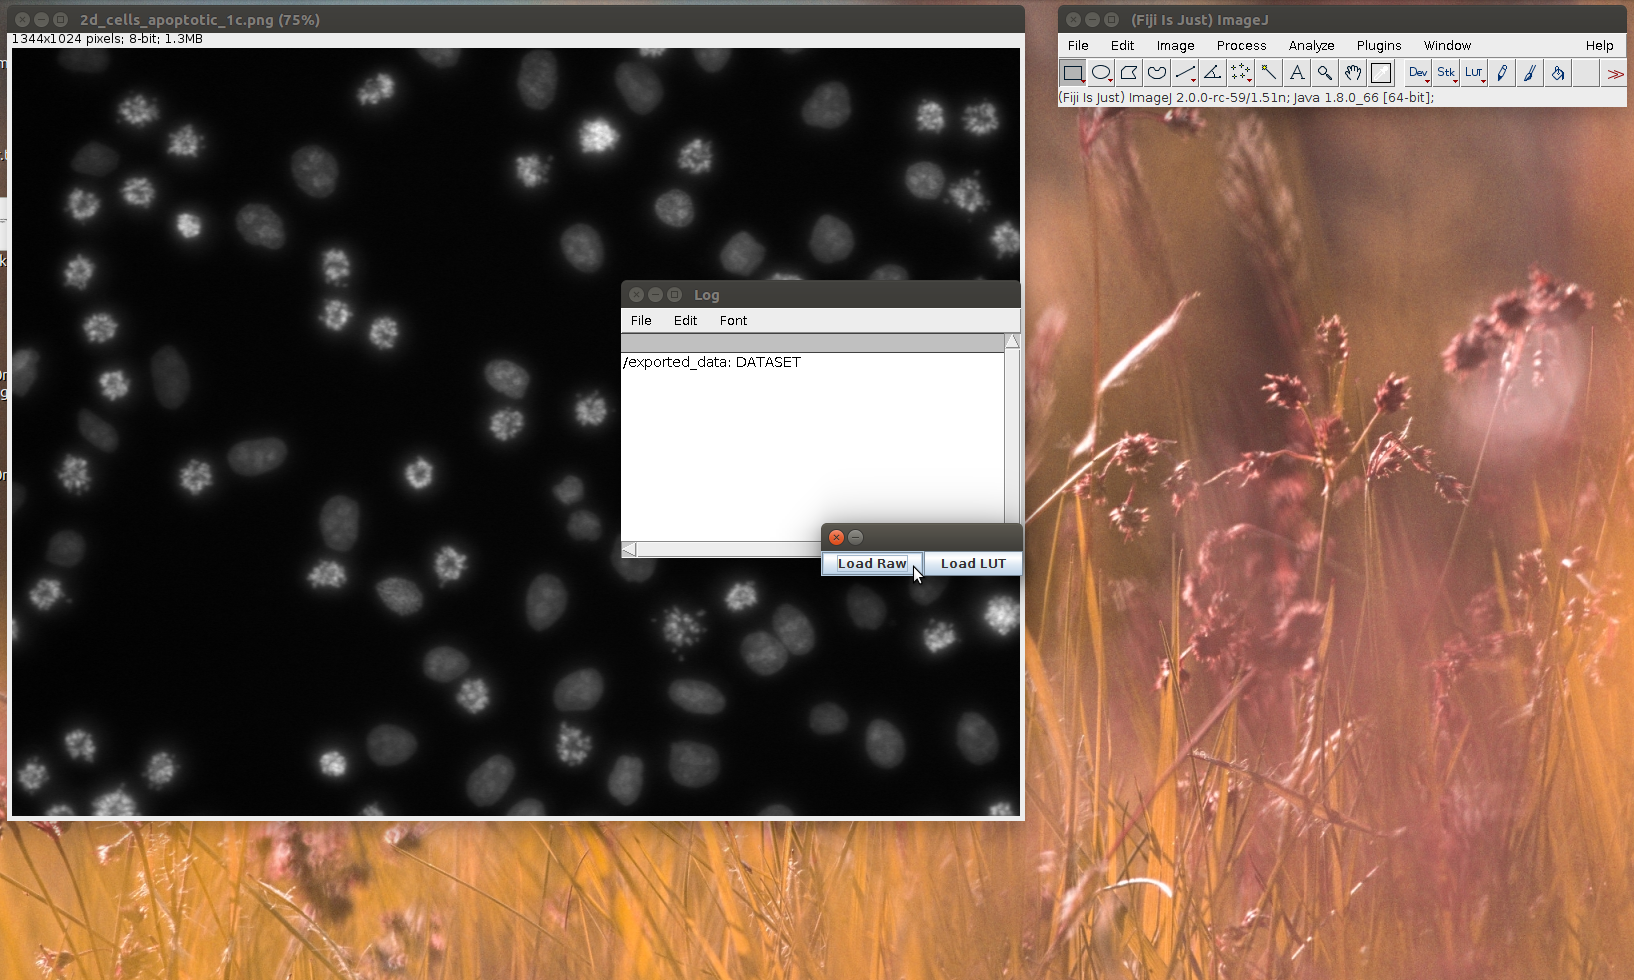 2d_cells_apoptotic_1c.png (75%)
1344x1024 pixels; 8-bit; 1.3MB
(Fiji Is Just) ImageJ
File Edit Image Process Analyze Plugins Window Help
A Dev Stk LUT >>
(Fiji Is Just) ImageJ 2.0.0-rc-59/1.51n; Java 1.8.0_66 [64-bit];
Log
File Edit Font
/exported_data: DATASET
Load Raw Load LUT